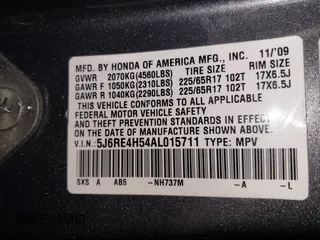 MFD. BY HONDA OF AMERICA MFG., INC. 11/'09
GVWR 2070KG(4560LBS) TIRE SIZE RIM SIZE
GAWR F 1050KG(2310LBS) 225/65R17 102T 17X6.5J
GAWR R 1040KG(2290LBS) 225/65R17 102T 17X6.5J
THIS VEHICLE CONFORMS TO ALL APPLICABLE
FEDERAL MOTOR VEHICLE SAFETY
AND THEFT PREVENTION STANDARDS IN EFFECT
ON THE DATE OF MANUFACTURE SHOWN ABOVE.
V.I.N.:5J6RE4H54AL015711 TYPE: MPV
SXS A AB5 -NH737M -A -L